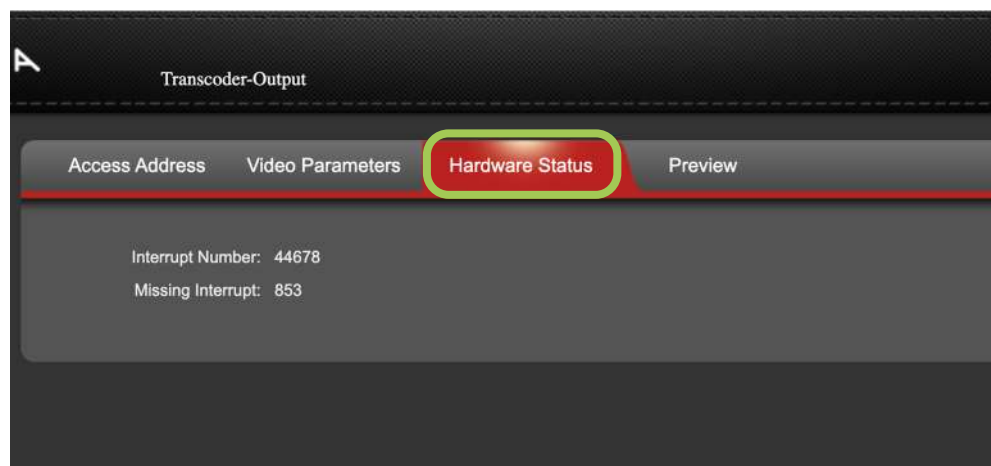 A
Transcoder-Output
Access Address Video Parameters Hardware Status Preview
Interrupt Number: 44678
Missing Interrupt: 853